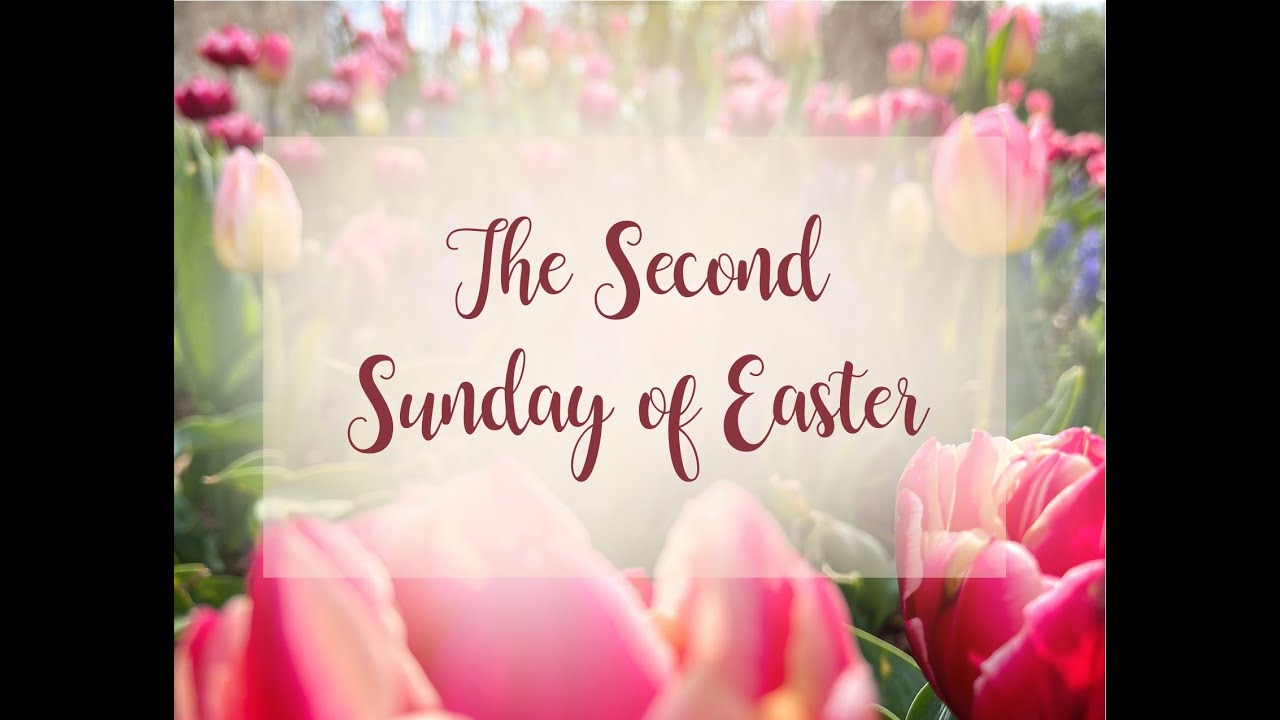 The Second
Sunday of Easter